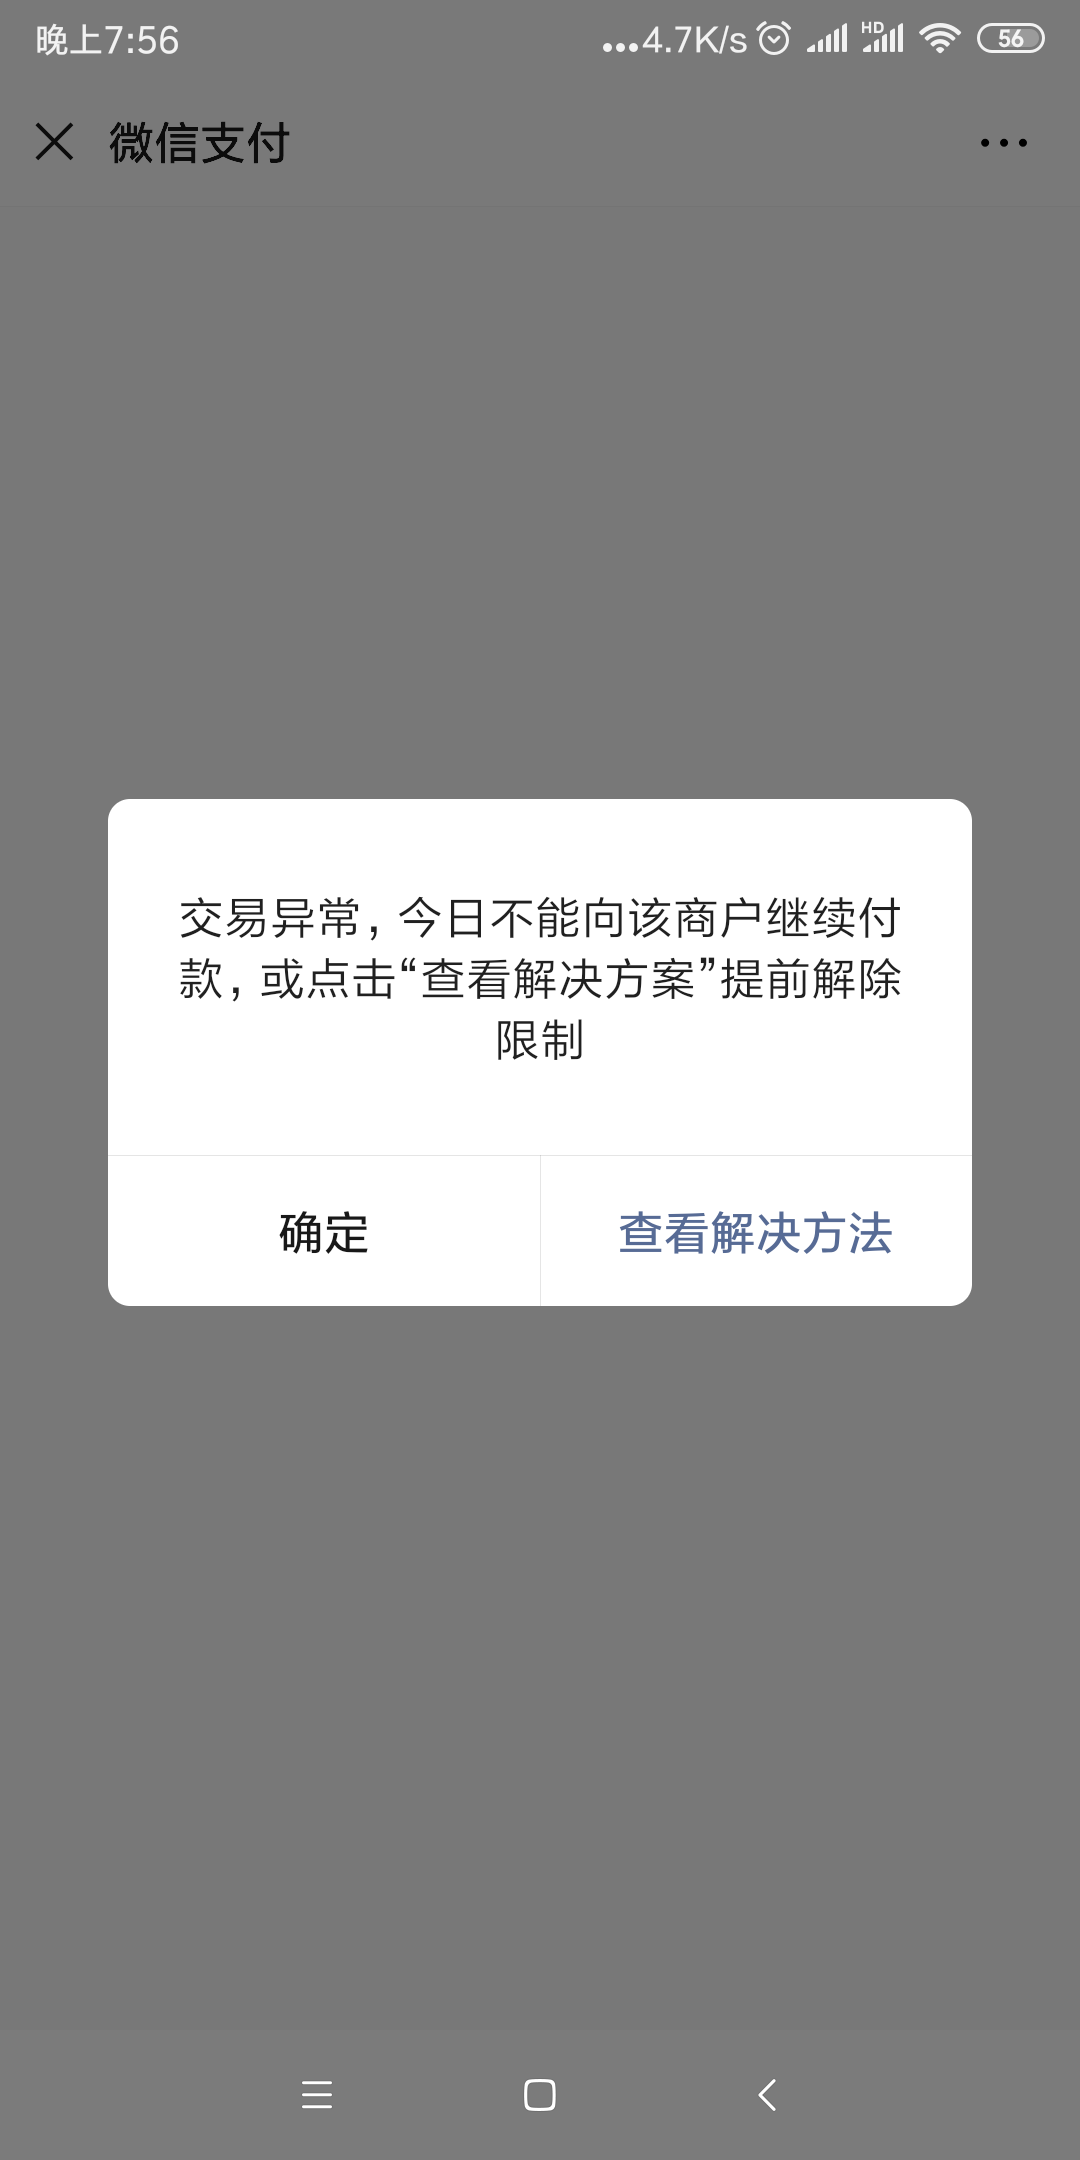 晚上7:56
...4.7K/s
HD
56
微信支付
交易异常，今日不能向该商户继续付
款，或点击“查看解决方案”提前解除
限制
确定
查看解决方法